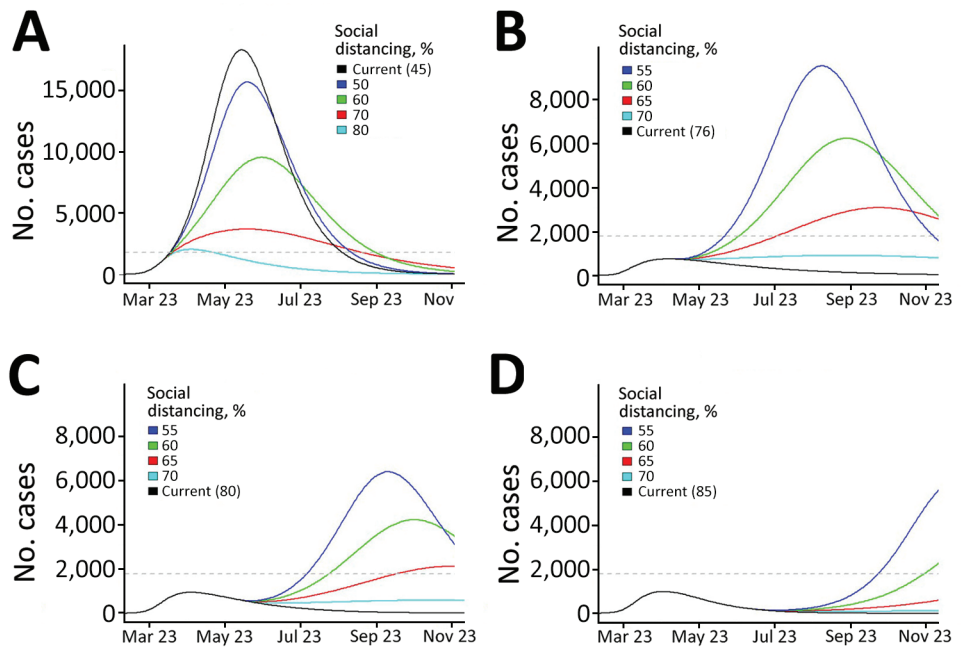 A
Social
distancing, %
Current (45)
50
60
70
80
No. cases
15,000
10,000
5,000
0
Mar 23 May 23 Jul 23 Sep 23 Nov
B
Social
distancing, %
55
60
65
70
Current (76)
No. cases
8,000
6,000
4,000
2,000
0
Mar 23 May 23 Jul 23 Sep 23 Nov 23
C
Social
distancing, %
55
60
65
70
Current (80)
No. cases
8,000
6,000
4,000
2,000
0
Mar 23 May 23 Jul 23 Sep 23 Nov 23
D
Social
distancing, %
55
60
65
70
Current (85)
No. cases
8,000
6,000
4,000
2,000
0
Mar 23 May 23 Jul 23 Sep 23 Nov 23